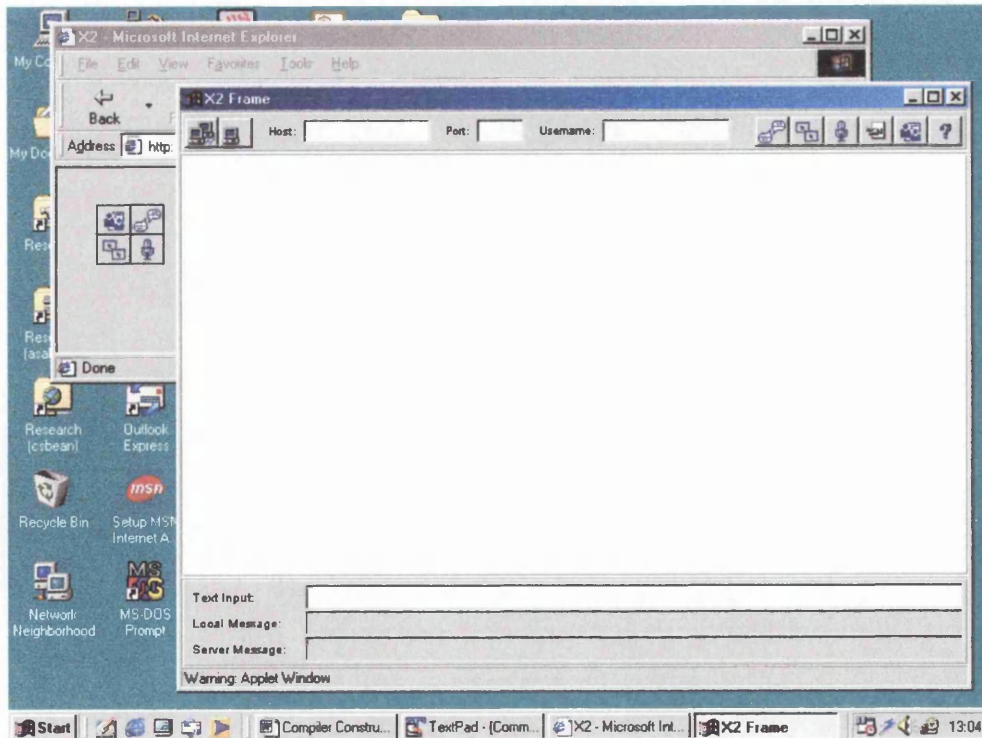 X2 - Microsoft Internet Explorer
File Edit View Favorites Tools Help
Back
Address http:
Done
X2 Frame
Host: Port: Username: ?
Text Input:
Local Message:
Server Message:
Warning: Applet Window
My Co
My Do
Rese
Rese
Research
[csbean]
Outlook
Express
Recycle Bin
msn
Setup MSN
Internet A
Network
Neighborhood
MS-DOS
Prompt
Start Compiler Constru... TextPad - [Comm... X2 - Microsoft Int... X2 Frame 13:04